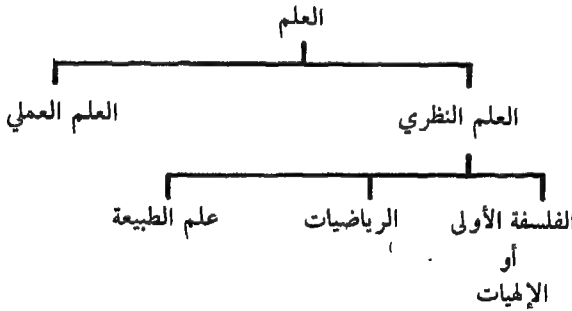 العلم
العلم النظري العلم العملي
الفلسفة الأولى الرياضيات علم الطبيعة
أو
الإلهيات